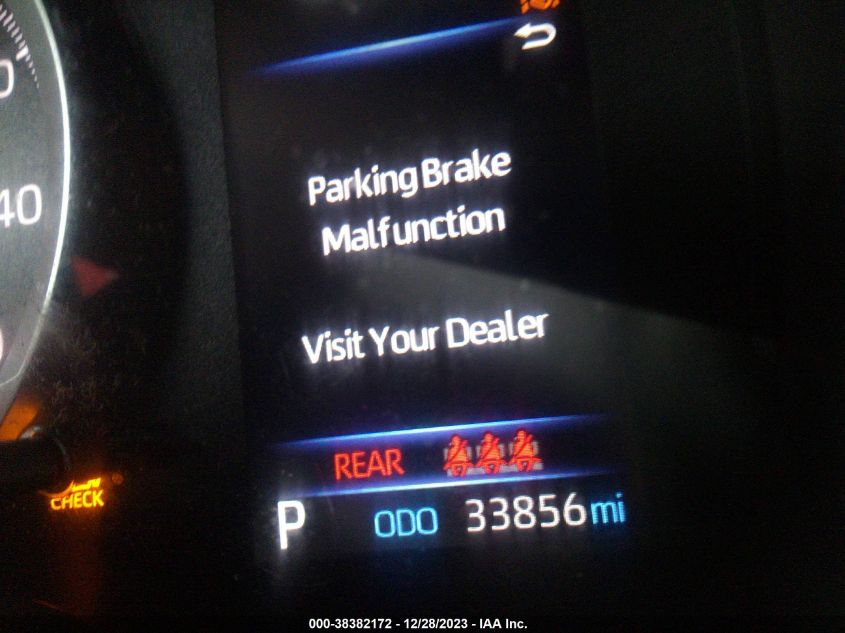 40
Parking Brake
Malfunction
Visit Your Dealer
REAR
CHECK
P ODO 33856 mi
000-38382172 - 12/28/2023 - IAA Inc.